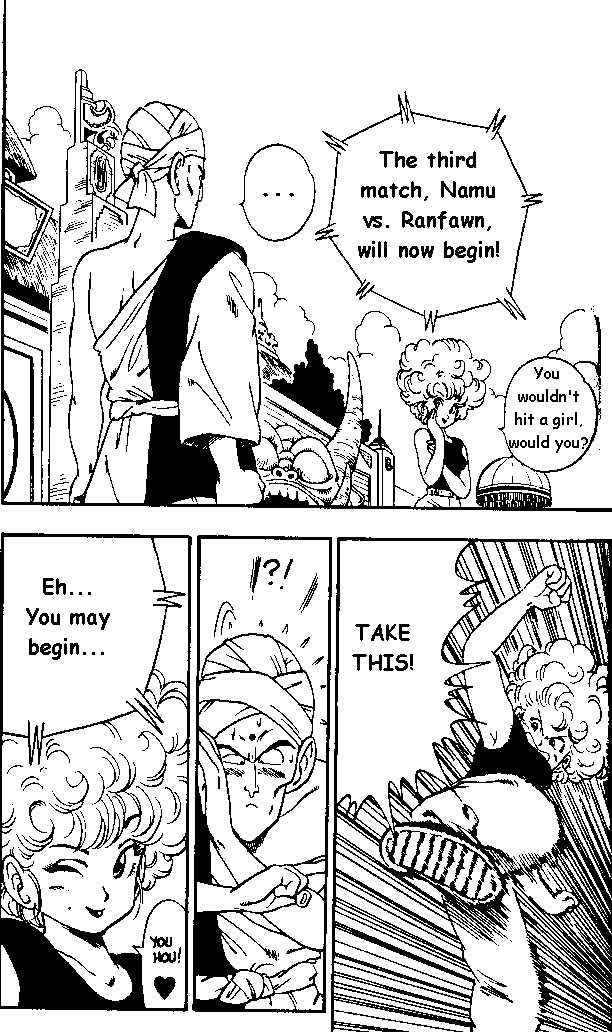 ...
The third
match, Namu
vs. Ranfawn,
will now begin!
You
wouldn't
hit a girl,
would you?
Eh...
You may
begin...
YOU
HOU!
!?!
TAKE
THIS!